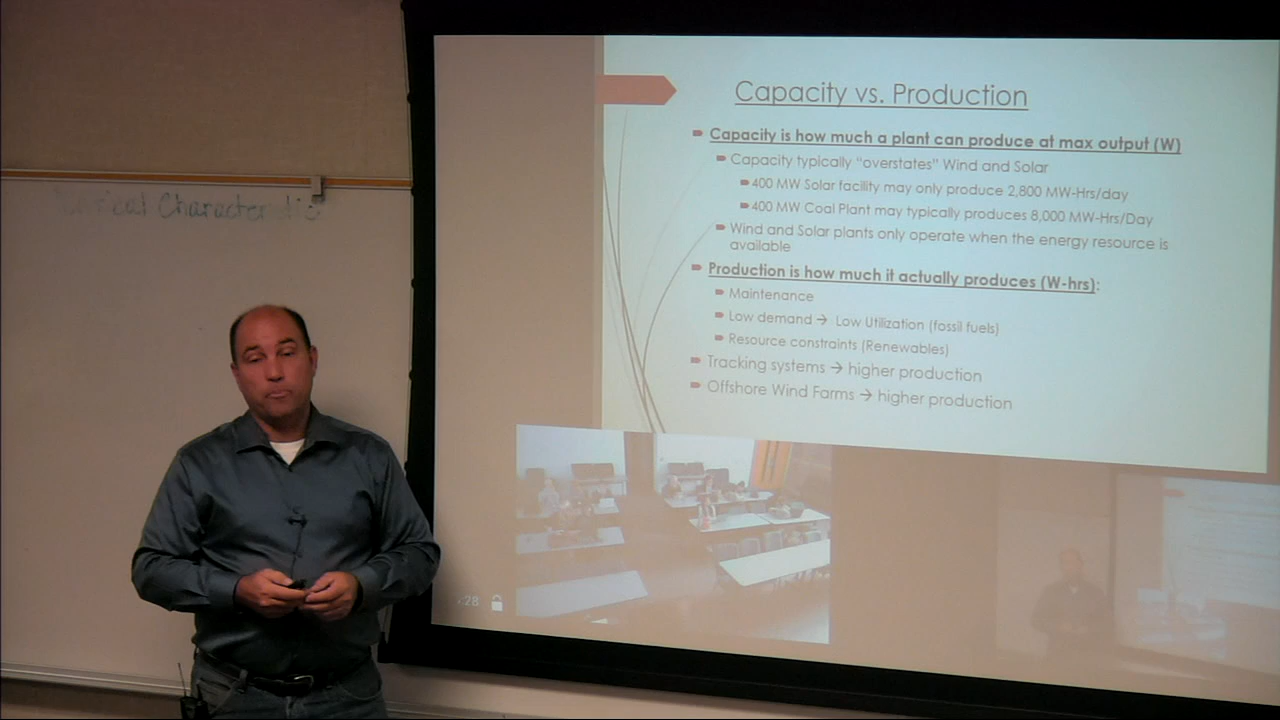 Capacity vs. Production
Capacity is how much a plant can produce at max output (W)
Capacity typically “overstates” Wind and Solar
400 MW Solar facility may only produce 2,800 MW-Hrs/day
400 MW Coal Plant may typically produces 8,000 MW-Hrs/Day
Wind and Solar plants only operate when the energy resource is
available
Production is how much it actually produces (W-hrs):
Maintenance
Low demand → Low Utilization (fossil fuels)
Resource constraints (Renewables)
Tracking systems → higher production
Offshore Wind Farms → higher production
:28